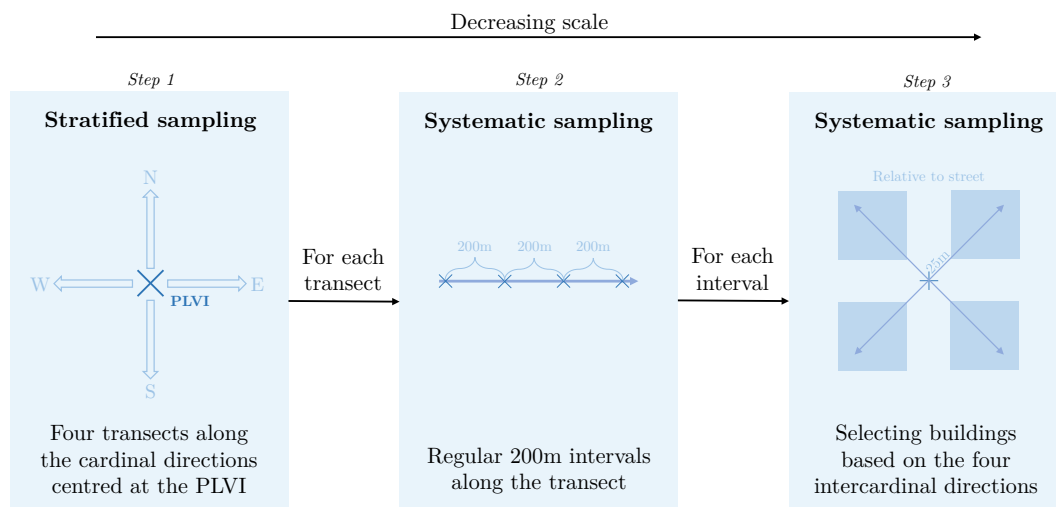 Decreasing scale
Step 1
Stratified sampling
N
W
E
PLVI
S
Four transects along
the cardinal directions
centred at the PLVI
For each
transect
Step 2
Systematic sampling
200m
200m
200m
Regular 200m intervals
along the transect
For each
interval
Step 3
Systematic sampling
Relative to street
25m
Selecting buildings
based on the four
intercardinal directions